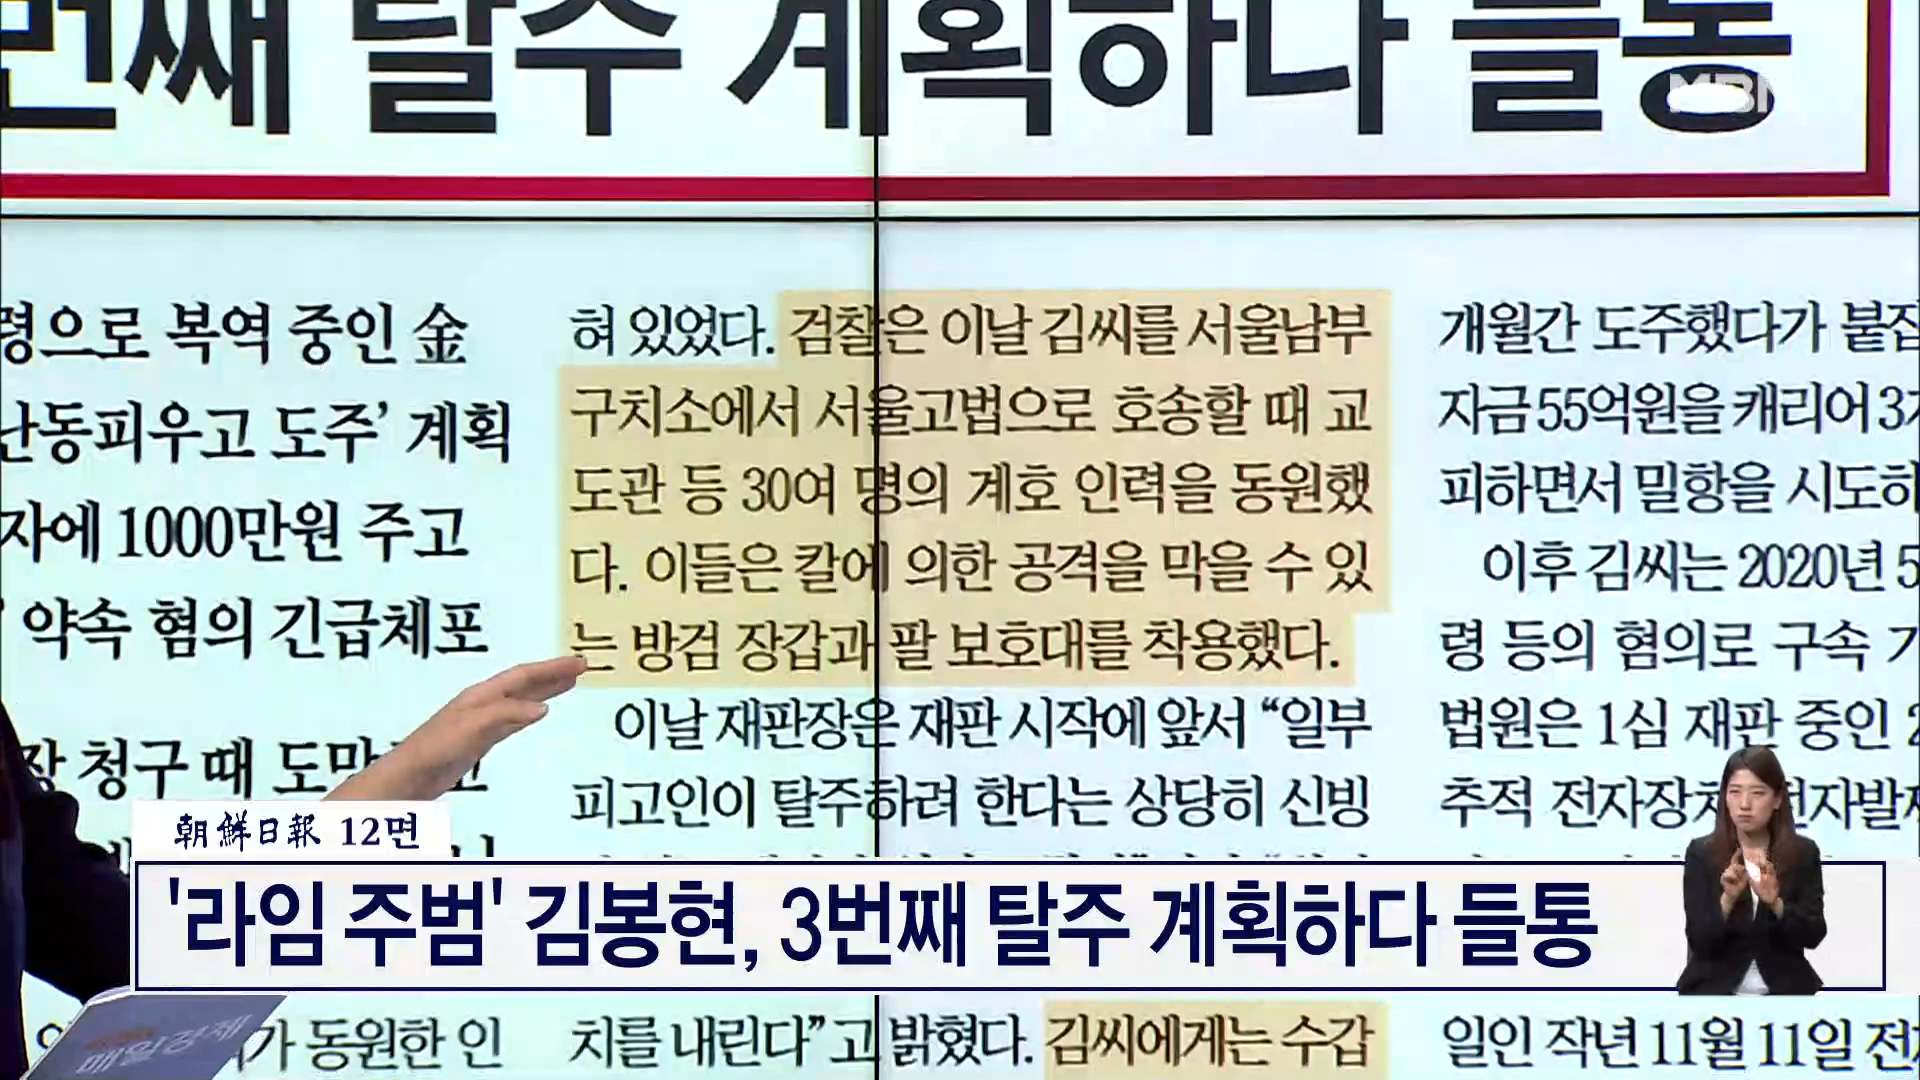 번째 탈주 계획하다 들통
MBN
령으로 복역 중인 金
난동피우고 도주’ 계획
자에 1000만원 주고
’ 약속 혐의 긴급체포
장 청구 때
혀 있었다. 검찰은 이날 김씨를 서울남부
구치소에서 서울고법으로 호송할 때 교
도관 등 30여 명의 계호 인력을 동원했
다. 이들은 칼에 의한 공격을 막을 수 있
는 방검 장갑과 팔 보호대를 착용했다.
이날 재판장은 재판 시작에 앞서 “일부
피고인이 탈주하려 한다는 상당히 신빙
개월간 도주했다가 붙잡
자금 55억원을 캐리어 3
피하면서 밀항을 시도하
이후 김씨는 2020년 5
령 등의 혐의로 구속 기
법원은 1심 재판 중인 2
추적 전자장치 전자발찌
朝鮮日報 12면
'라임 주범' 김봉현, 3번째 탈주 계획하다 들통
매일경제
가 동원한 인
치를 내린다”고 밝혔다. 김씨에게는 수갑
일인 작년 11월 11일 전